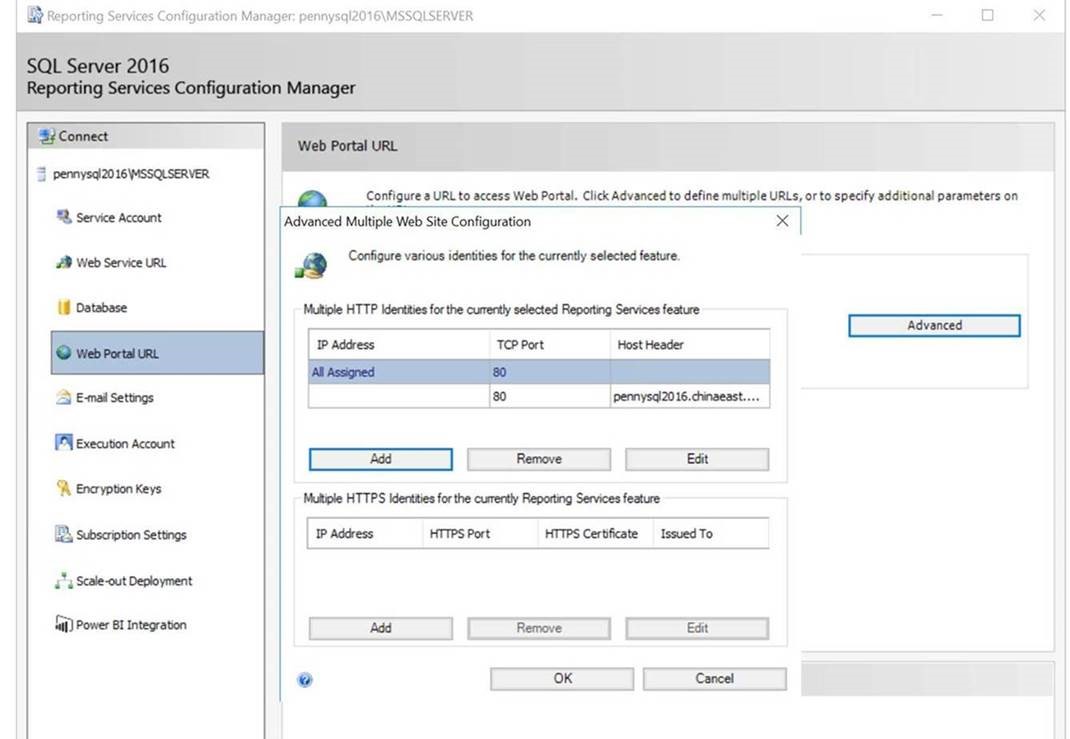 Reporting Services Configuration Manager: pennysql2016\MSSQLSERVER
SQL Server 2016
Reporting Services Configuration Manager
Connect
pennysql2016\MSSQLSERVER
Service Account
Web Service URL
Database
Web Portal URL
E-mail Settings
Execution Account
Encryption Keys
Subscription Settings
Scale-out Deployment
Power BI Integration
Web Portal URL
Configure a URL to access Web Portal. Click Advanced to define multiple URLs, or to specify additional parameters on
Advanced
Advanced Multiple Web Site Configuration
Configure various identities for the currently selected feature.
Multiple HTTP Identities for the currently selected Reporting Services feature
IP Address TCP Port Host Header
All Assigned 80
80 pennysql2016.chinaeast....
Add Remove Edit
Multiple HTTPS Identities for the currently Reporting Services feature
IP Address HTTPS Port HTTPS Certificate Issued To
Add Remove Edit
OK Cancel